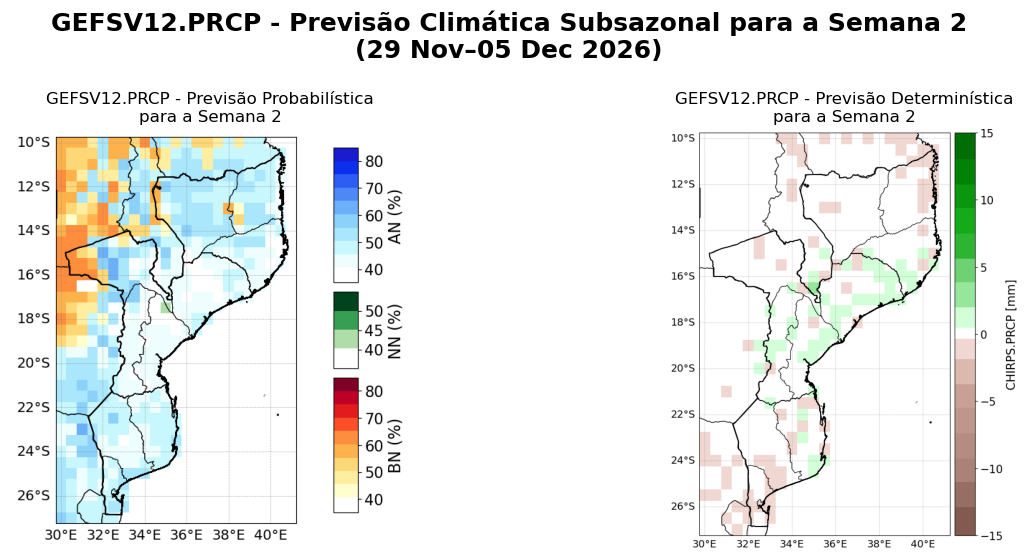 GEFSV12.PRCP - Previsão Climática Subsazonal para a Semana 2
(29 Nov–05 Dec 2026)
GEFSV12.PRCP - Previsão Probabilística
para a Semana 2
10°S
12°S
14°S
16°S
18°S
20°S
22°S
24°S
26°S
30°E 32°E 34°E 36°E 38°E 40°E
80
70
60
50
40
AN (%)
50
45
40
NN (%)
80
70
60
50
40
BN (%)
GEFSV12.PRCP - Previsão Determinística
para a Semana 2
10°S
12°S
14°S
16°S
18°S
20°S
22°S
24°S
26°S
30°E 32°E 34°E 36°E 38°E 40°E
15
10
5
0
−5
−10
−15
CHIRPS.PRCP [mm]